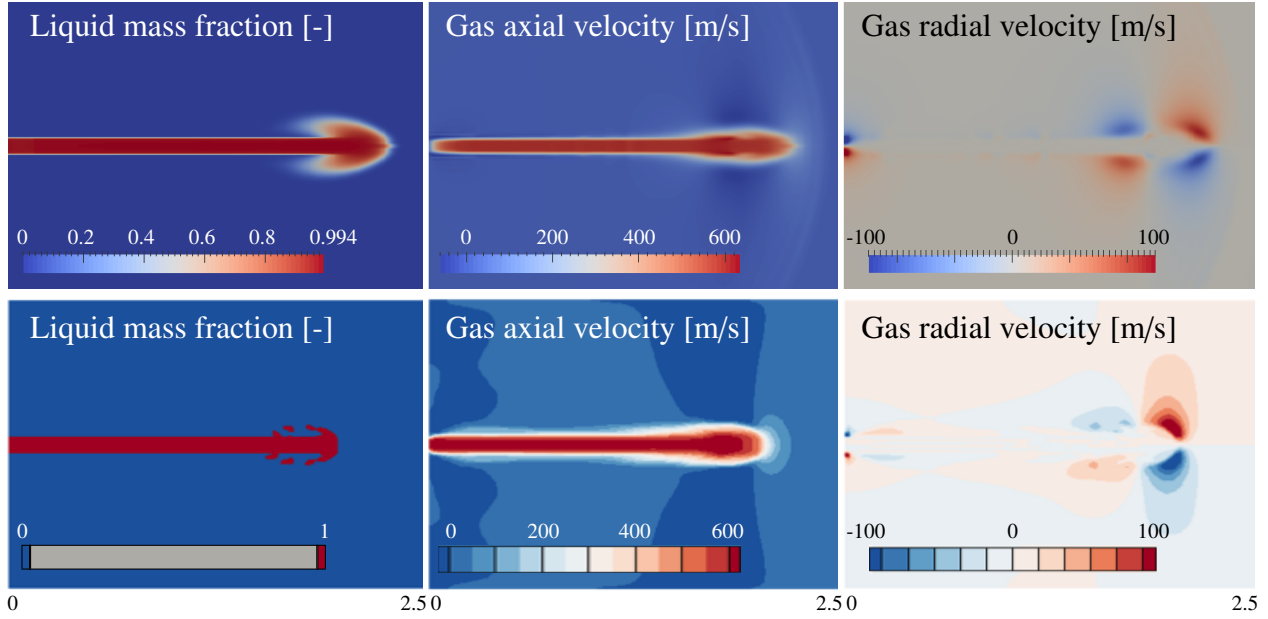 Liquid mass fraction [-]
Gas axial velocity [m/s]
Gas radial velocity [m/s]
0 0.2 0.4 0.6 0.8 0.994
0 200 400 600
-100 0 100
Liquid mass fraction [-]
Gas axial velocity [m/s]
Gas radial velocity [m/s]
0 1
0 200 400 600
-100 0 100
0 2.5
0 2.5
0 2.5